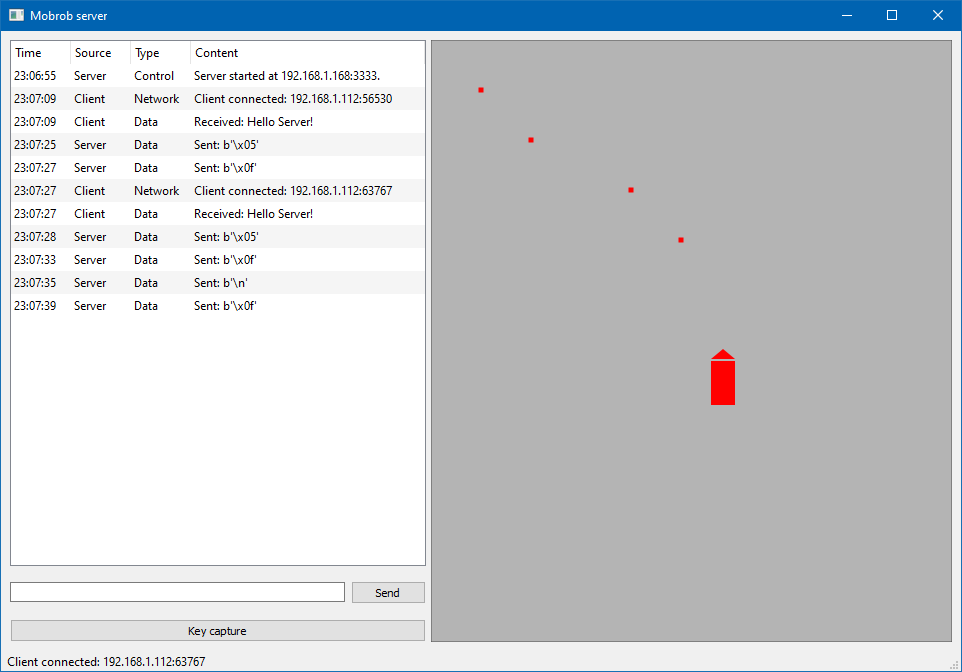 Mobrob server
Time Source Type Content
23:06:55 Server Control Server started at 192.168.1.168:3333.
23:07:09 Client Network Client connected: 192.168.1.112:56530
23:07:09 Client Data Received: Hello Server!
23:07:25 Server Data Sent: b'\x05'
23:07:27 Server Data Sent: b'\x0f'
23:07:27 Client Network Client connected: 192.168.1.112:63767
23:07:27 Client Data Received: Hello Server!
23:07:28 Server Data Sent: b'\x05'
23:07:33 Server Data Sent: b'\x0f'
23:07:35 Server Data Sent: b'\n'
23:07:39 Server Data Sent: b'\x0f'
Send
Key capture
Client connected: 192.168.1.112:63767